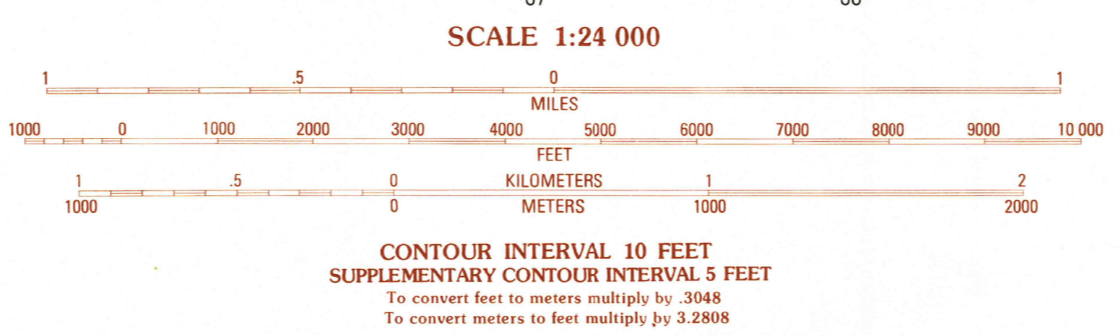 SCALE 1:24 000
1 .5 0 1
MILES
1000 0 1000 2000 3000 4000 5000 6000 7000 8000 9000 10 000
FEET
1 .5 0 KILOMETERS 1 2
1000 0 METERS 1000 2000
CONTOUR INTERVAL 10 FEET
SUPPLEMENTARY CONTOUR INTERVAL 5 FEET
To convert feet to meters multiply by .3048
To convert meters to feet multiply by 3.2808